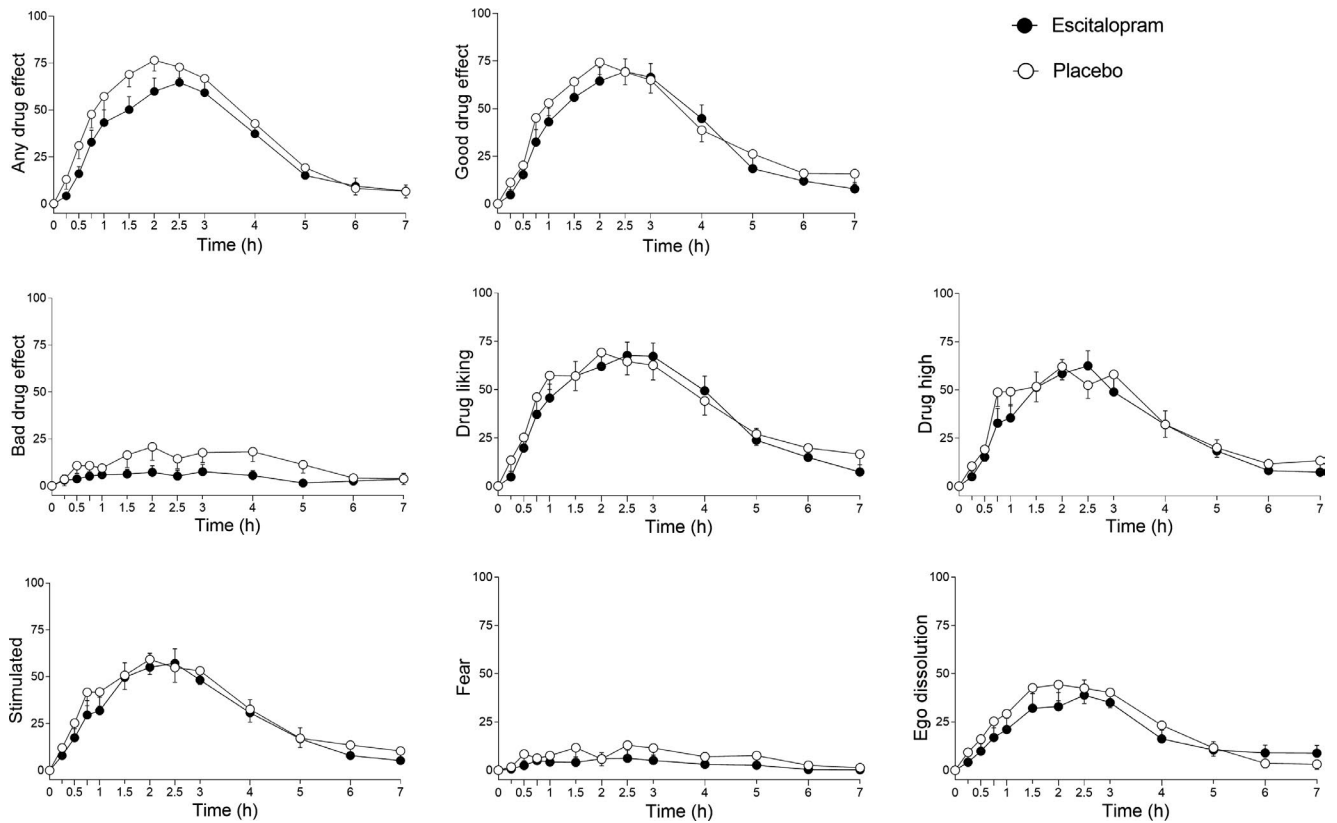 Escitalopram
Placebo
Any drug effect
100
75
50
25
0
0 0.5 1 1.5 2 2.5 3 4 5 6 7
Time (h)
Good drug effect
100
75
50
25
0
0 0.5 1 1.5 2 2.5 3 4 5 6 7
Time (h)
Bad drug effect
100
75
50
25
0
0 0.5 1 1.5 2 2.5 3 4 5 6 7
Time (h)
Drug liking
100
75
50
25
0
0 0.5 1 1.5 2 2.5 3 4 5 6 7
Time (h)
Drug high
100
75
50
25
0
0 0.5 1 1.5 2 2.5 3 4 5 6 7
Time (h)
Stimulated
100
75
50
25
0
0 0.5 1 1.5 2 2.5 3 4 5 6 7
Time (h)
Fear
100
75
50
25
0
0 0.5 1 1.5 2 2.5 3 4 5 6 7
Time (h)
Ego dissolution
100
75
50
25
0
0 0.5 1 1.5 2 2.5 3 4 5 6 7
Time (h)